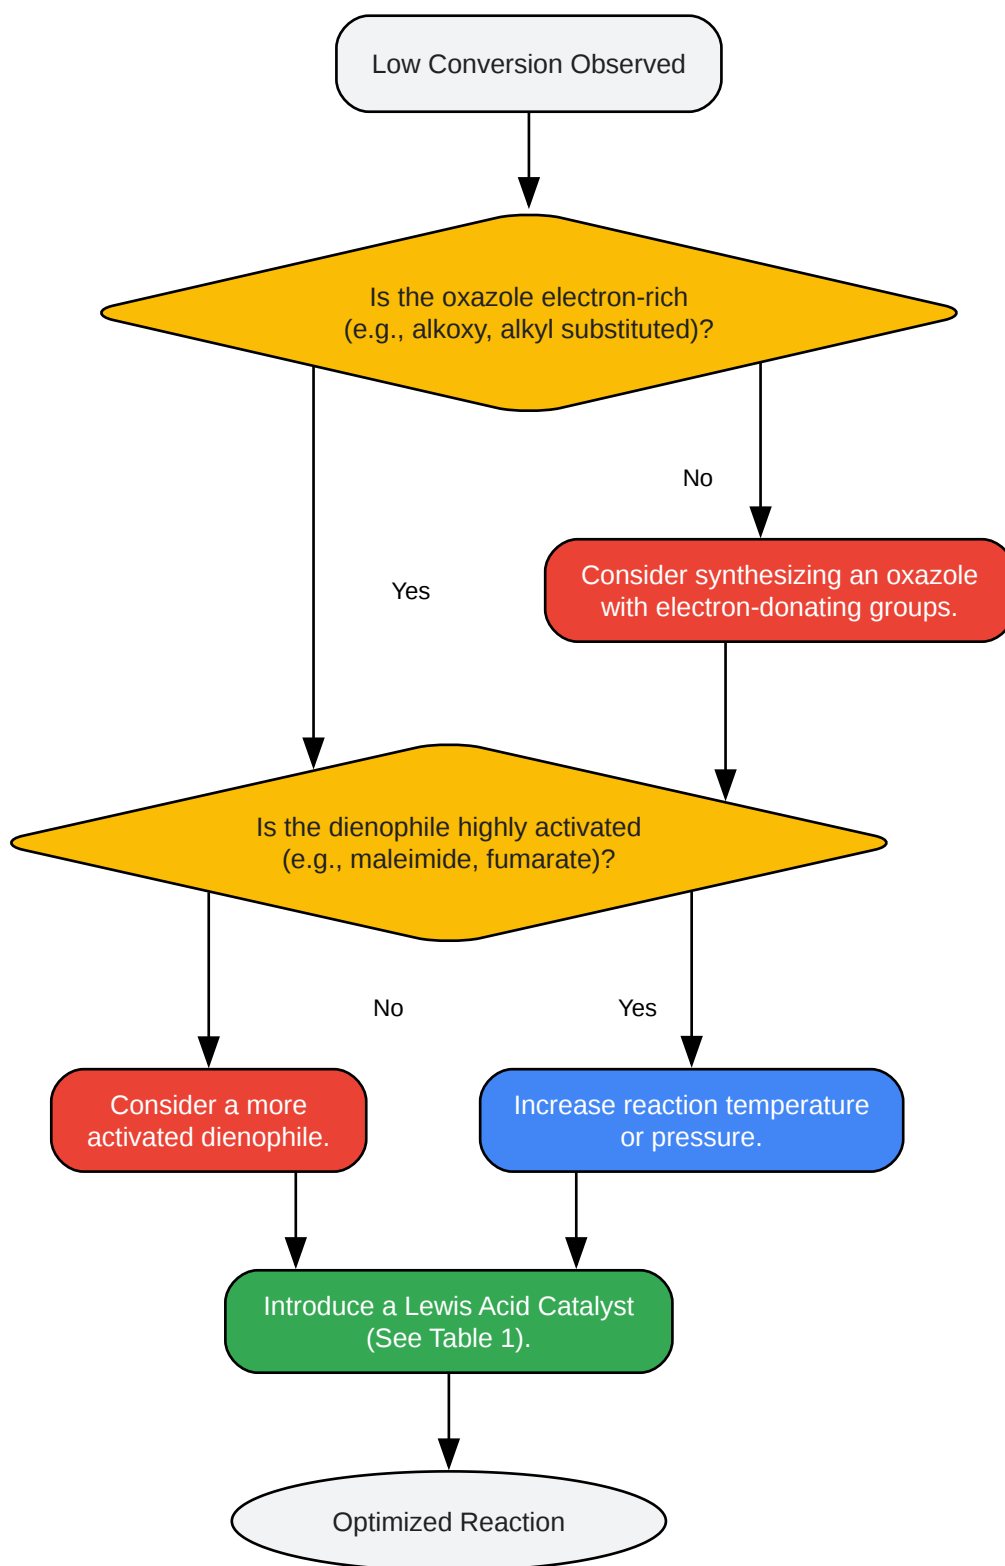 Low Conversion Observed
Is the oxazole electron-rich
(e.g., alkoxy, alkyl substituted)?
No
Consider synthesizing an oxazole
with electron-donating groups.
Yes
Is the dienophile highly activated
(e.g., maleimide, fumarate)?
No
Yes
Consider a more
activated dienophile.
Increase reaction temperature
or pressure.
Introduce a Lewis Acid Catalyst
(See Table 1).
Optimized Reaction